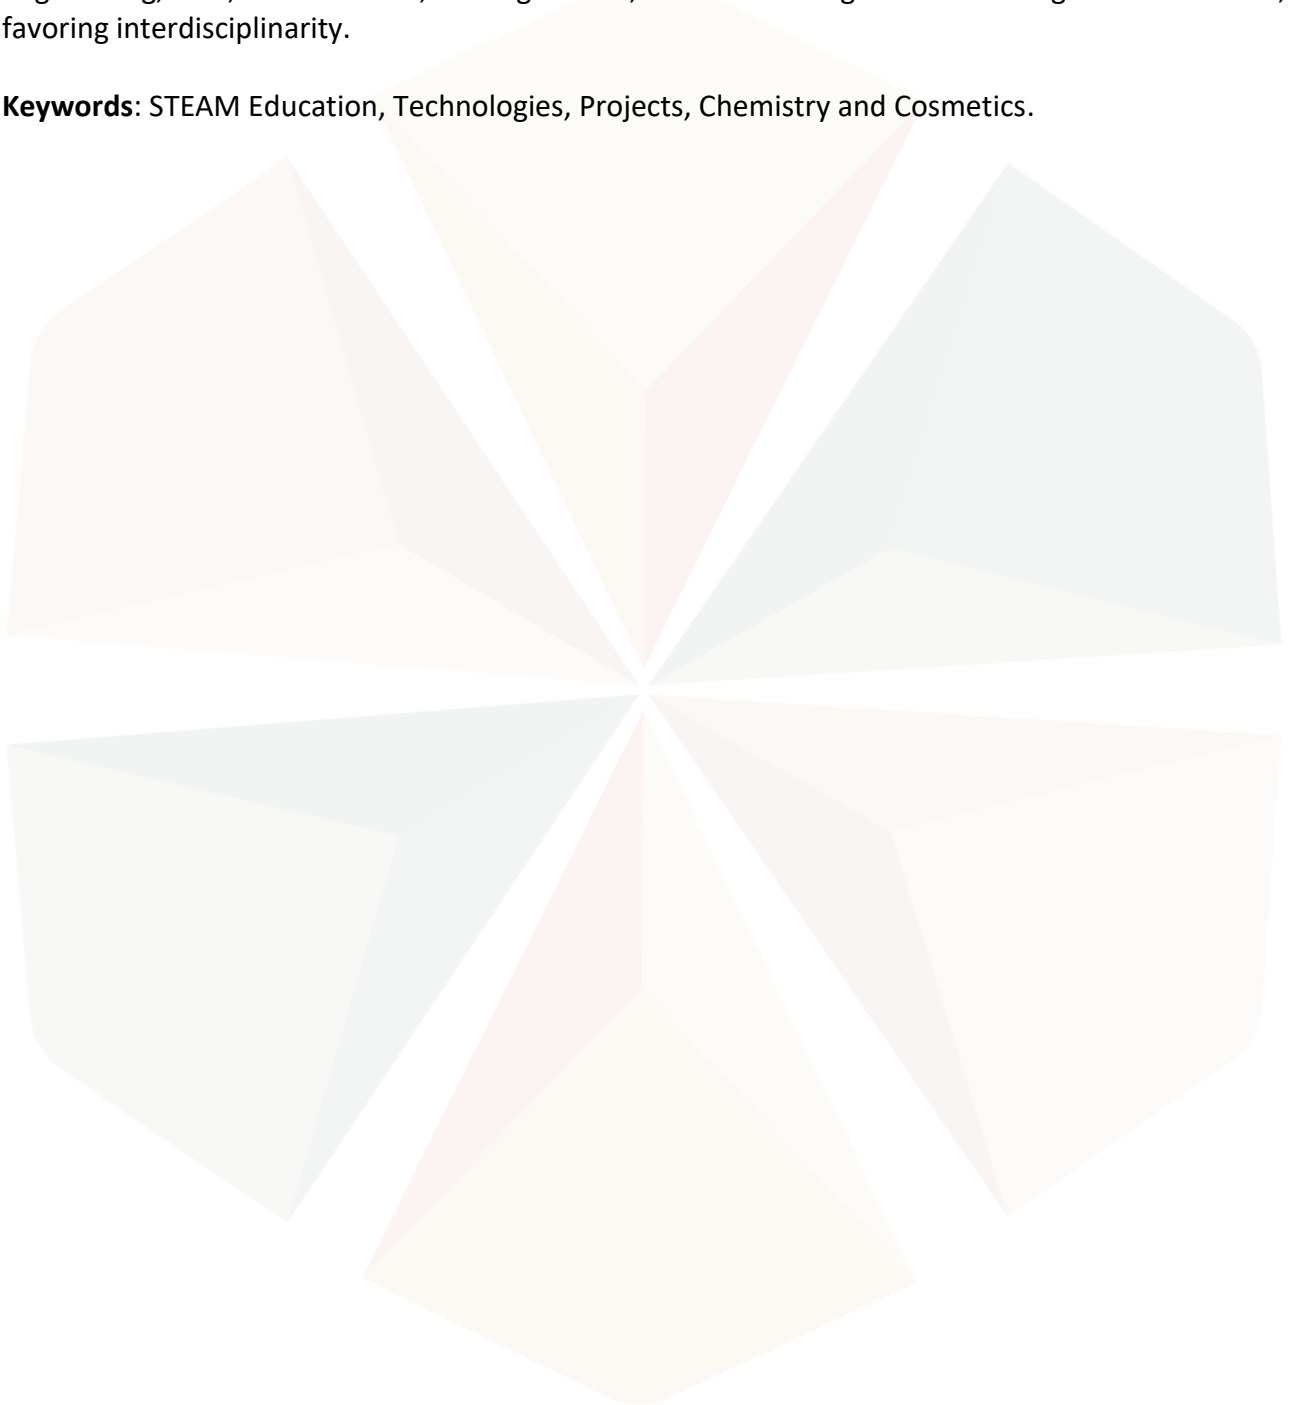 favoring interdisciplinarity.
Keywords: STEAM Education, Technologies, Projects, Chemistry and Cosmetics.